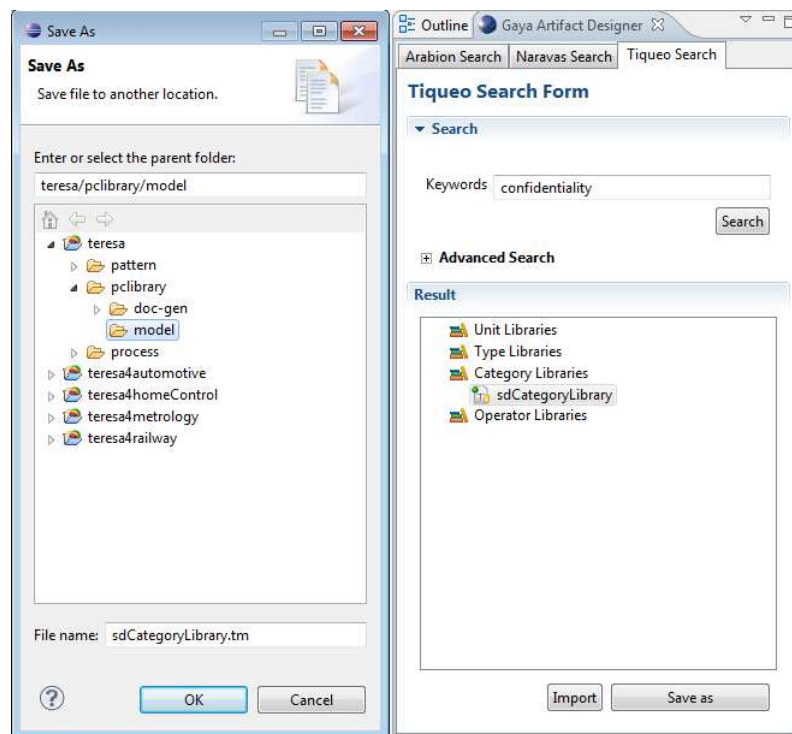 Save As
Save As
Save file to another location.
Enter or select the parent folder:
teresa/pclibrary/model
teresa
pattern
pclibrary
doc-gen
model
process
teresa4automotive
teresa4homeControl
teresa4metrology
teresa4railway
File name: sdCategoryLibrary.tm
OK Cancel
Outline Gaya Artifact Designer
Arabion Search Naravas Search Tiqueo Search
Tiqueo Search Form
Search
Keywords confidentiality
Search
Advanced Search
Result
Unit Libraries
Type Libraries
Category Libraries
sdCategoryLibrary
Operator Libraries
Import Save as